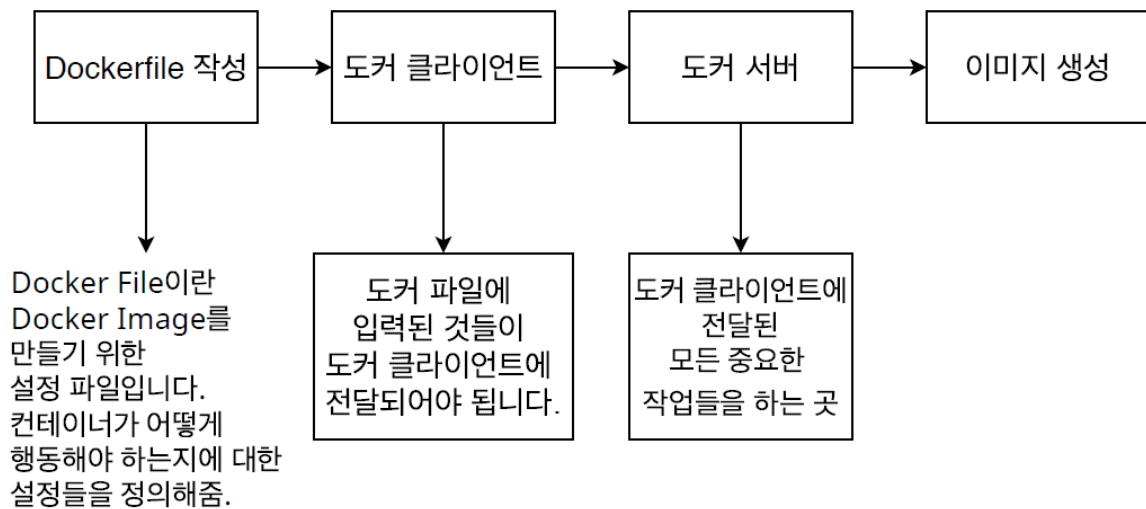 Dockerfile 작성
도커 클라이언트
도커 서버
이미지 생성
Docker File이란
Docker Image를
만들기 위한
설정 파일입니다.
컨테이너가 어떻게
행동해야 하는지에 대한
설정들을 정의해줌.
도커 파일에
입력된 것들이
도커 클라이언트에
전달되어야 됩니다.
도커 클라이언트에
전달된
모든 중요한
작업들을 하는 곳